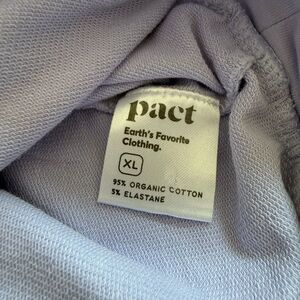 pact
Earth's Favorite
Clothing.
XL
95% ORGANIC COTTON
5% ELASTANE